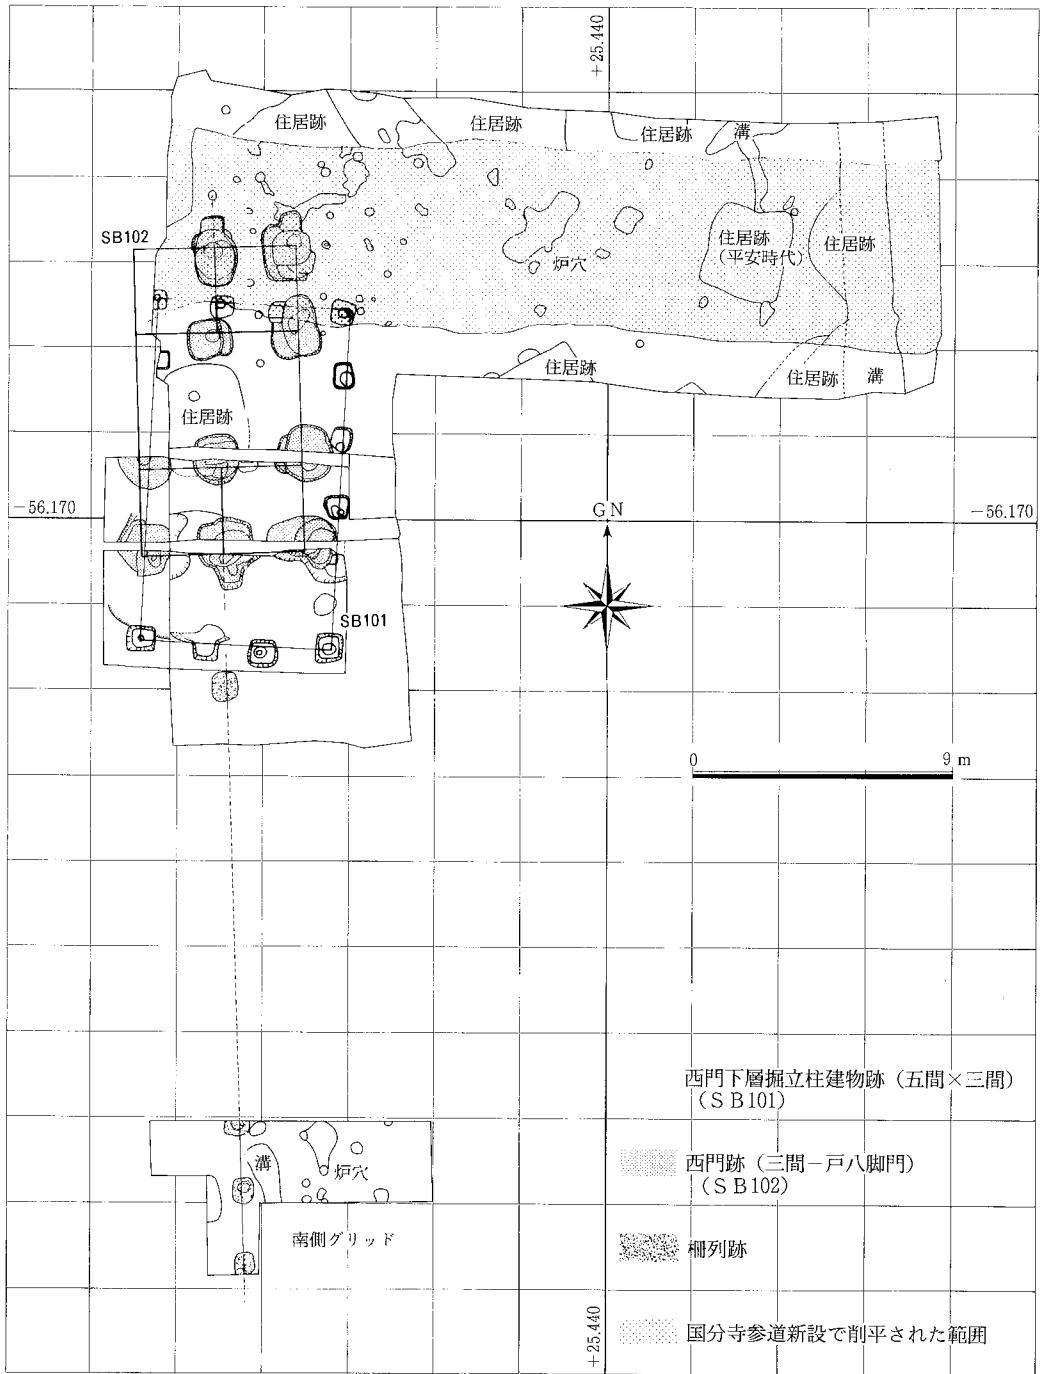 +25.440
住居跡
住居跡
住居跡
溝
SB102
住居跡
(平安時代)
住居跡
炉穴
住居跡
住居跡
溝
住居跡
-56.170
GN
-56.170
SB101
0
9 m
西門下層掘立柱建物跡(五間×三間)
(SB101)
溝
炉穴
西門跡(三間一戸八脚門)
(SB102)
南側グリッド
柵列跡
+25.440
国分寺参道新設で削平された範囲